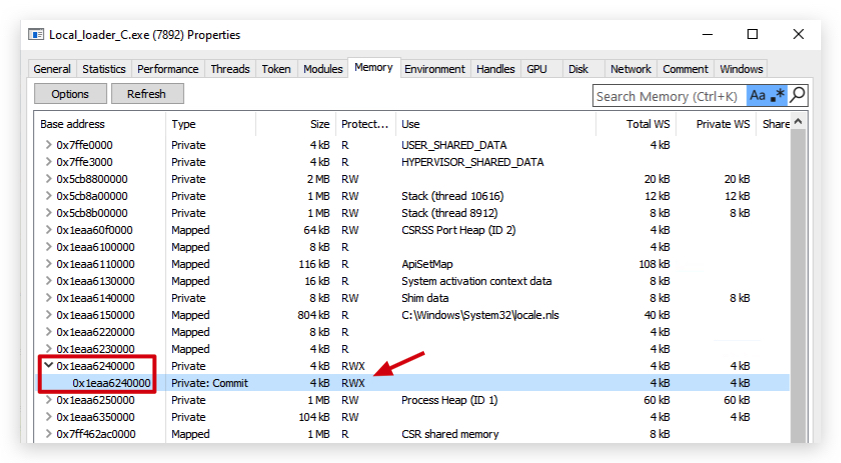 Local_loader_C.exe (7892) Properties
General Statistics Performance Threads Token Modules Memory Environment Handles GPU Disk Network Comment Windows
Options Refresh Search Memory (Ctrl+K) Aa .*
Base address Type Size Protect... Use Total WS Private WS Share
0x7ffe0000 Private 4 kB R USER_SHARED_DATA 4 kB
0x7ffe3000 Private 4 kB R HYPERVISOR_SHARED_DATA
0x5cb8800000 Private 2 MB RW 20 kB 20 kB
0x5cb8a00000 Private 1 MB RW Stack (thread 10616) 12 kB 12 kB
0x5cb8b00000 Private 1 MB RW Stack (thread 8912) 8 kB 8 kB
0x1eaa60f0000 Mapped 64 kB RW CSRSS Port Heap (ID 2) 4 kB
0x1eaa6100000 Mapped 8 kB R 4 kB
0x1eaa6110000 Mapped 116 kB R ApiSetMap 108 kB
0x1eaa6130000 Mapped 16 kB R System activation context data 8 kB
0x1eaa6140000 Private 8 kB RW Shim data 8 kB 8 kB
0x1eaa6150000 Mapped 804 kB R C:\Windows\System32\locale.nls 40 kB
0x1eaa6220000 Mapped 8 kB R 4 kB
0x1eaa6230000 Mapped 4 kB R 4 kB
0x1eaa6240000 Private 4 kB RWX 4 kB 4 kB
0x1eaa6240000 Private: Commit 4 kB RWX 4 kB 4 kB
0x1eaa6250000 Private 1 MB RW Process Heap (ID 1) 60 kB 60 kB
0x1eaa6350000 Private 104 kB RW 4 kB 4 kB
0x7ff462ac0000 Mapped 1 MB R CSR shared memory 8 kB